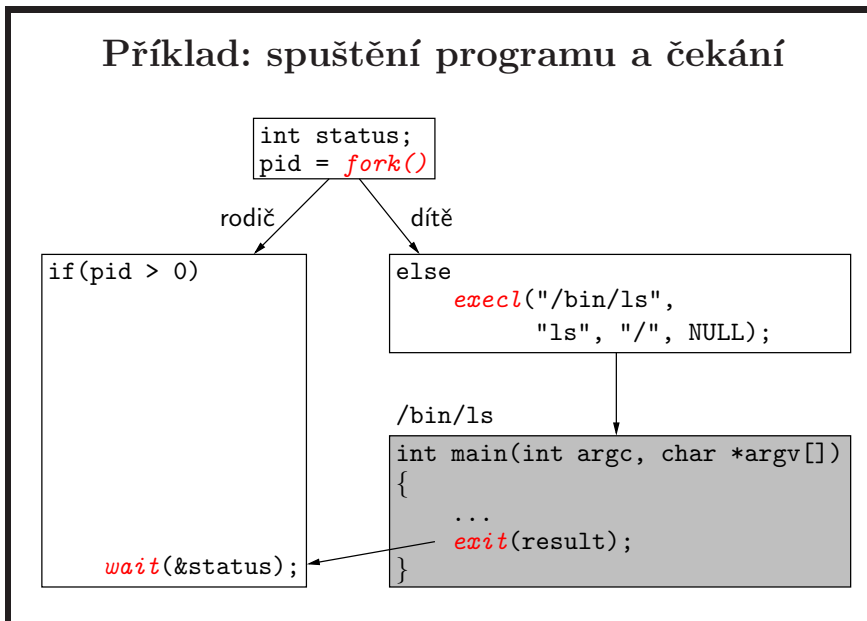 Příklad: spuštění programu a čekání
int status;
pid = fork()
rodič
dítě
if(pid > 0)
wait(&status);
else
execl("/bin/ls",
"ls", "/", NULL);
/bin/ls
int main(int argc, char *argv[])
{
...
exit(result);
}